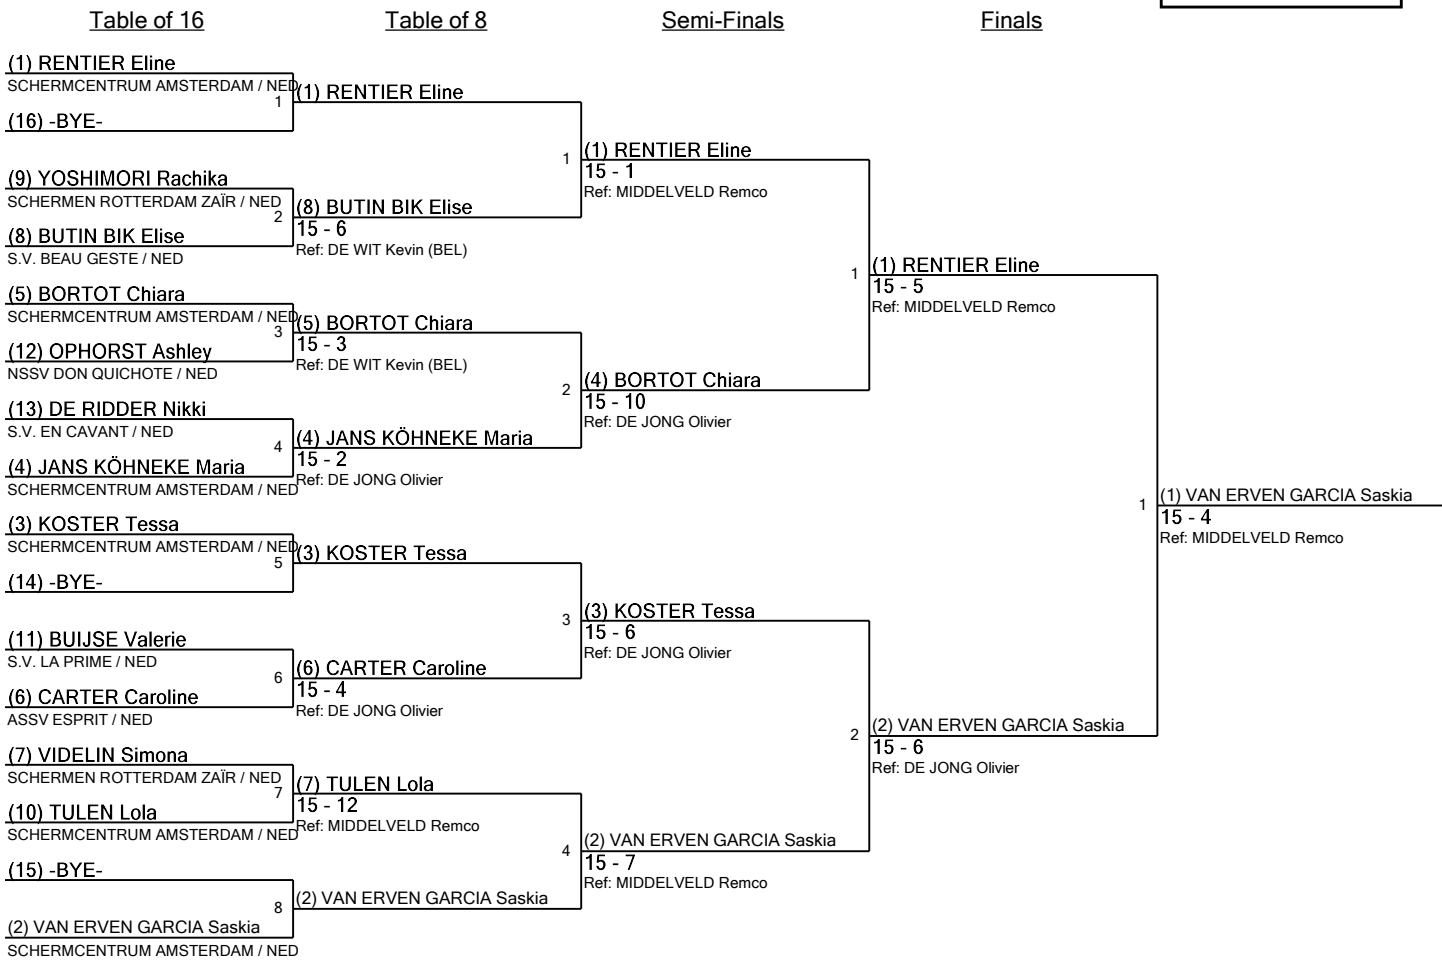 Table of 16
Table of 8
Semi-Finals
Finals
(1) RENTIER Eline
SCHERMCENTRUM AMSTERDAM / NED
1
(16) -BYE-
(9) YOSHIMORI Rachika
SCHERMEN ROTTERDAM ZAÏR / NED
2
(8) BUTIN BIK Elise
S.V. BEAU GESTE / NED
(5) BORTOT Chiara
SCHERMCENTRUM AMSTERDAM / NED
3
(12) OPHORST Ashley
NSSV DON QUICHOTE / NED
(13) DE RIDDER Nikki
S.V. EN CAVANT / NED
4
(4) JANS KÖHNEKE Maria
SCHERMCENTRUM AMSTERDAM / NED
(3) KOSTER Tessa
SCHERMCENTRUM AMSTERDAM / NED
5
(14) -BYE-
(11) BUIJSE Valerie
S.V. LA PRIME / NED
6
(6) CARTER Caroline
ASSV ESPRIT / NED
(7) VIDELIN Simona
SCHERMEN ROTTERDAM ZAÏR / NED
7
(10) TULEN Lola
SCHERMCENTRUM AMSTERDAM / NED
(15) -BYE-
8
(2) VAN ERVEN GARCIA Saskia
SCHERMCENTRUM AMSTERDAM / NED
(1) RENTIER Eline
1
(8) BUTIN BIK Elise
15 - 6
Ref: DE WIT Kevin (BEL)
(5) BORTOT Chiara
15 - 3
Ref: DE WIT Kevin (BEL)
2
(4) JANS KÖHNEKE Maria
15 - 2
Ref: DE JONG Olivier
(3) KOSTER Tessa
3
(6) CARTER Caroline
15 - 4
Ref: DE JONG Olivier
(7) TULEN Lola
15 - 12
Ref: MIDDELVELD Remco
4
(2) VAN ERVEN GARCIA Saskia
(1) RENTIER Eline
15 - 1
Ref: MIDDELVELD Remco
1
(4) BORTOT Chiara
15 - 10
Ref: DE JONG Olivier
(3) KOSTER Tessa
15 - 6
Ref: DE JONG Olivier
2
(2) VAN ERVEN GARCIA Saskia
15 - 7
Ref: MIDDELVELD Remco
(1) RENTIER Eline
15 - 5
Ref: MIDDELVELD Remco
1
(2) VAN ERVEN GARCIA Saskia
15 - 6
Ref: DE JONG Olivier
(1) VAN ERVEN GARCIA Saskia
15 - 4
Ref: MIDDELVELD Remco